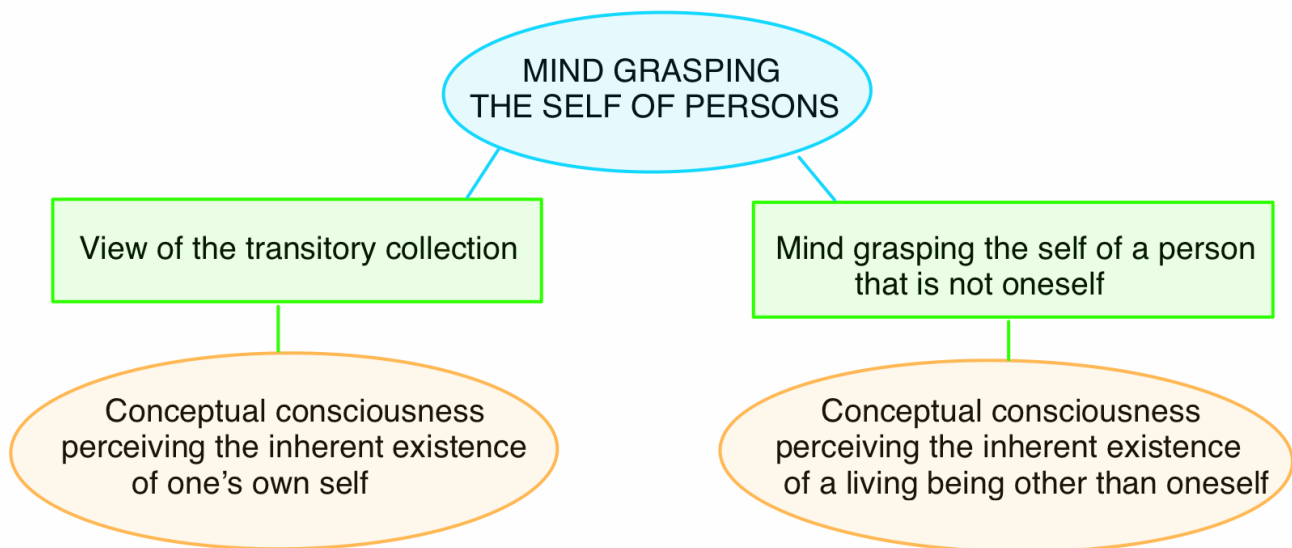 MIND GRASPING
THE SELF OF PERSONS
View of the transitory collection
Mind grasping the self of a person
that is not oneself
Conceptual consciousness
perceiving the inherent existence
of one’s own self
Conceptual consciousness
perceiving the inherent existence
of a living being other than oneself